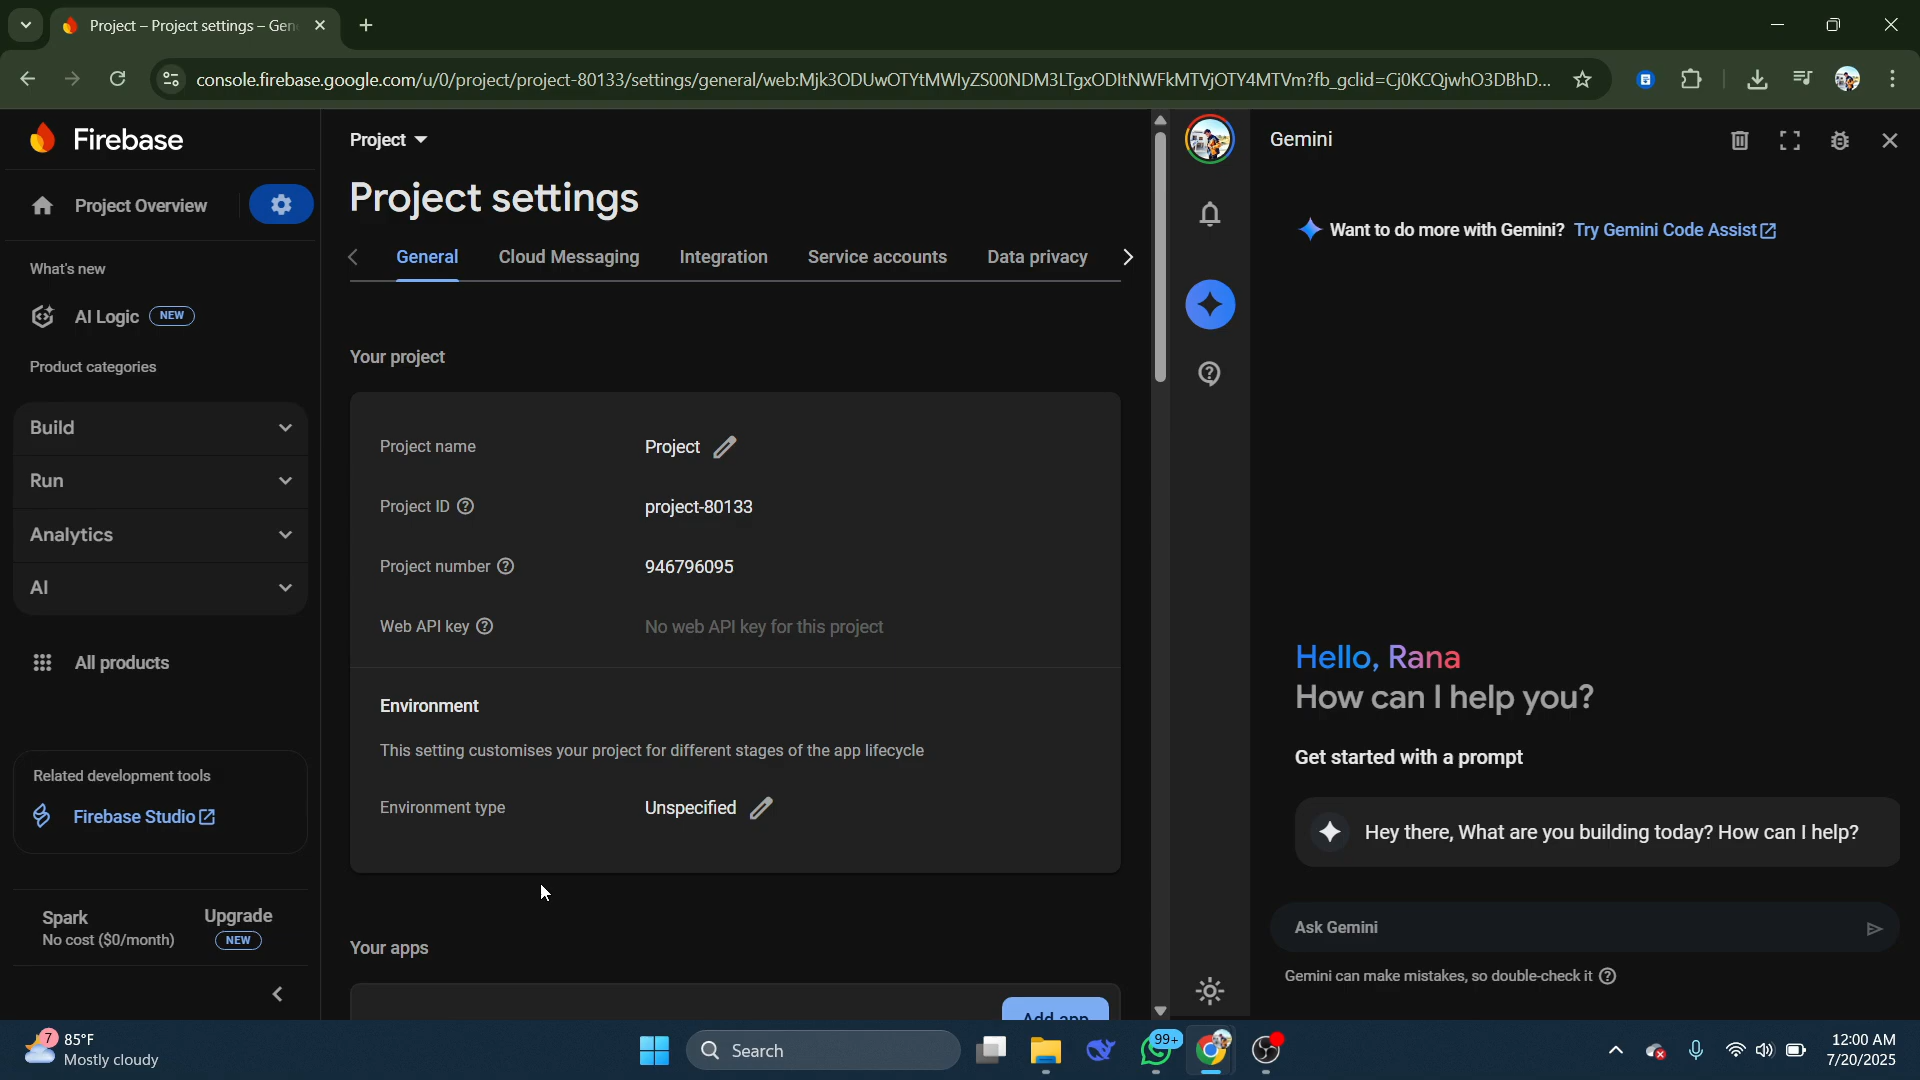 Project – Project settings – Gen
console.firebase.google.com/u/0/project/project-80133/settings/general/web:Mjk3ODUwOTYtMWIyZS00NDM3LTgxODItNWFkMTVjOTY4MTVm?fb_gclid=Cj0KCQjwhO3DBhD...
Firebase
Project Overview
What's new
AI Logic NEW
Product categories
Build
Run
Analytics
AI
All products
Related development tools
Firebase Studio
Spark
No cost ($0/month)
Upgrade
NEW
Project
Project settings
General Cloud Messaging Integration Service accounts Data privacy
Your project
Project name Project
Project ID project-80133
Project number 946796095
Web API key No web API key for this project
Environment
This setting customises your project for different stages of the app lifecycle
Environment type Unspecified
Your apps
Add app
Gemini
Want to do more with Gemini? Try Gemini Code Assist
Hello, Rana
How can I help you?
Get started with a prompt
Hey there, What are you building today? How can I help?
Ask Gemini
Gemini can make mistakes, so double-check it
7
85°F
Mostly cloudy
Search
99+
12:00 AM
7/20/2025